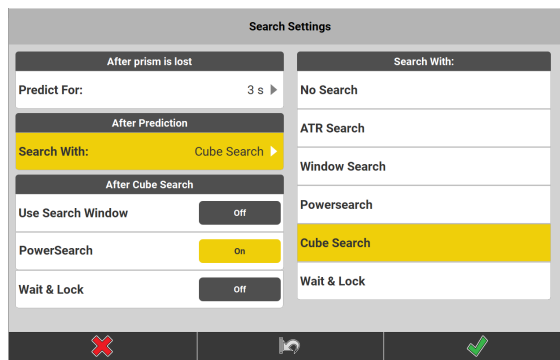 Search Settings
After prism is lost
Predict For: 3 s
After Prediction
Search With: Cube Search
After Cube Search
Use Search Window Off
PowerSearch On
Wait & Lock Off
Search With:
No Search
ATR Search
Window Search
Powersearch
Cube Search
Wait & Lock